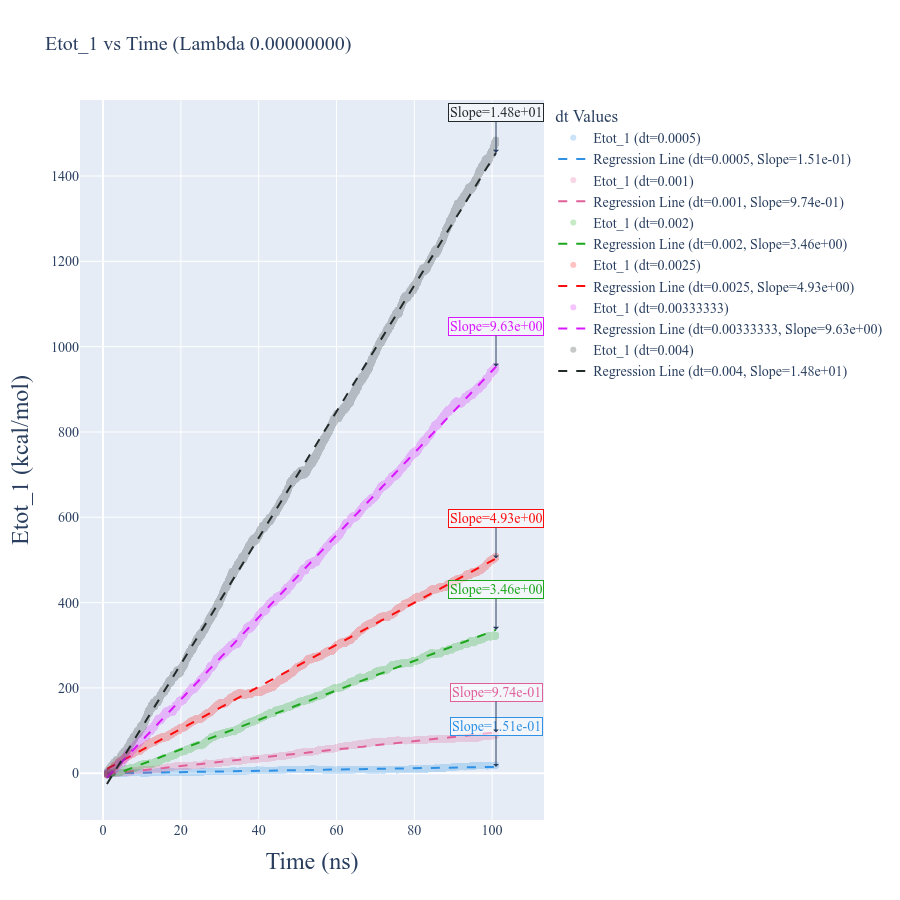 Etot_1 vs Time (Lambda 0.00000000)
Slope=1.48e+01
Slope=9.63e+00
Slope=4.93e+00
Slope=3.46e+00
Slope=9.74e-01
Slope=1.51e-01
1400
1200
1000
800
600
400
200
0
0
20
40
60
80
100
Time (ns)
Etot_1 (kcal/mol)
dt Values
Etot_1 (dt=0.0005)
Regression Line (dt=0.0005, Slope=1.51e-01)
Etot_1 (dt=0.001)
Regression Line (dt=0.001, Slope=9.74e-01)
Etot_1 (dt=0.002)
Regression Line (dt=0.002, Slope=3.46e+00)
Etot_1 (dt=0.0025)
Regression Line (dt=0.0025, Slope=4.93e+00)
Etot_1 (dt=0.00333333)
Regression Line (dt=0.00333333, Slope=9.63e+00)
Etot_1 (dt=0.004)
Regression Line (dt=0.004, Slope=1.48e+01)